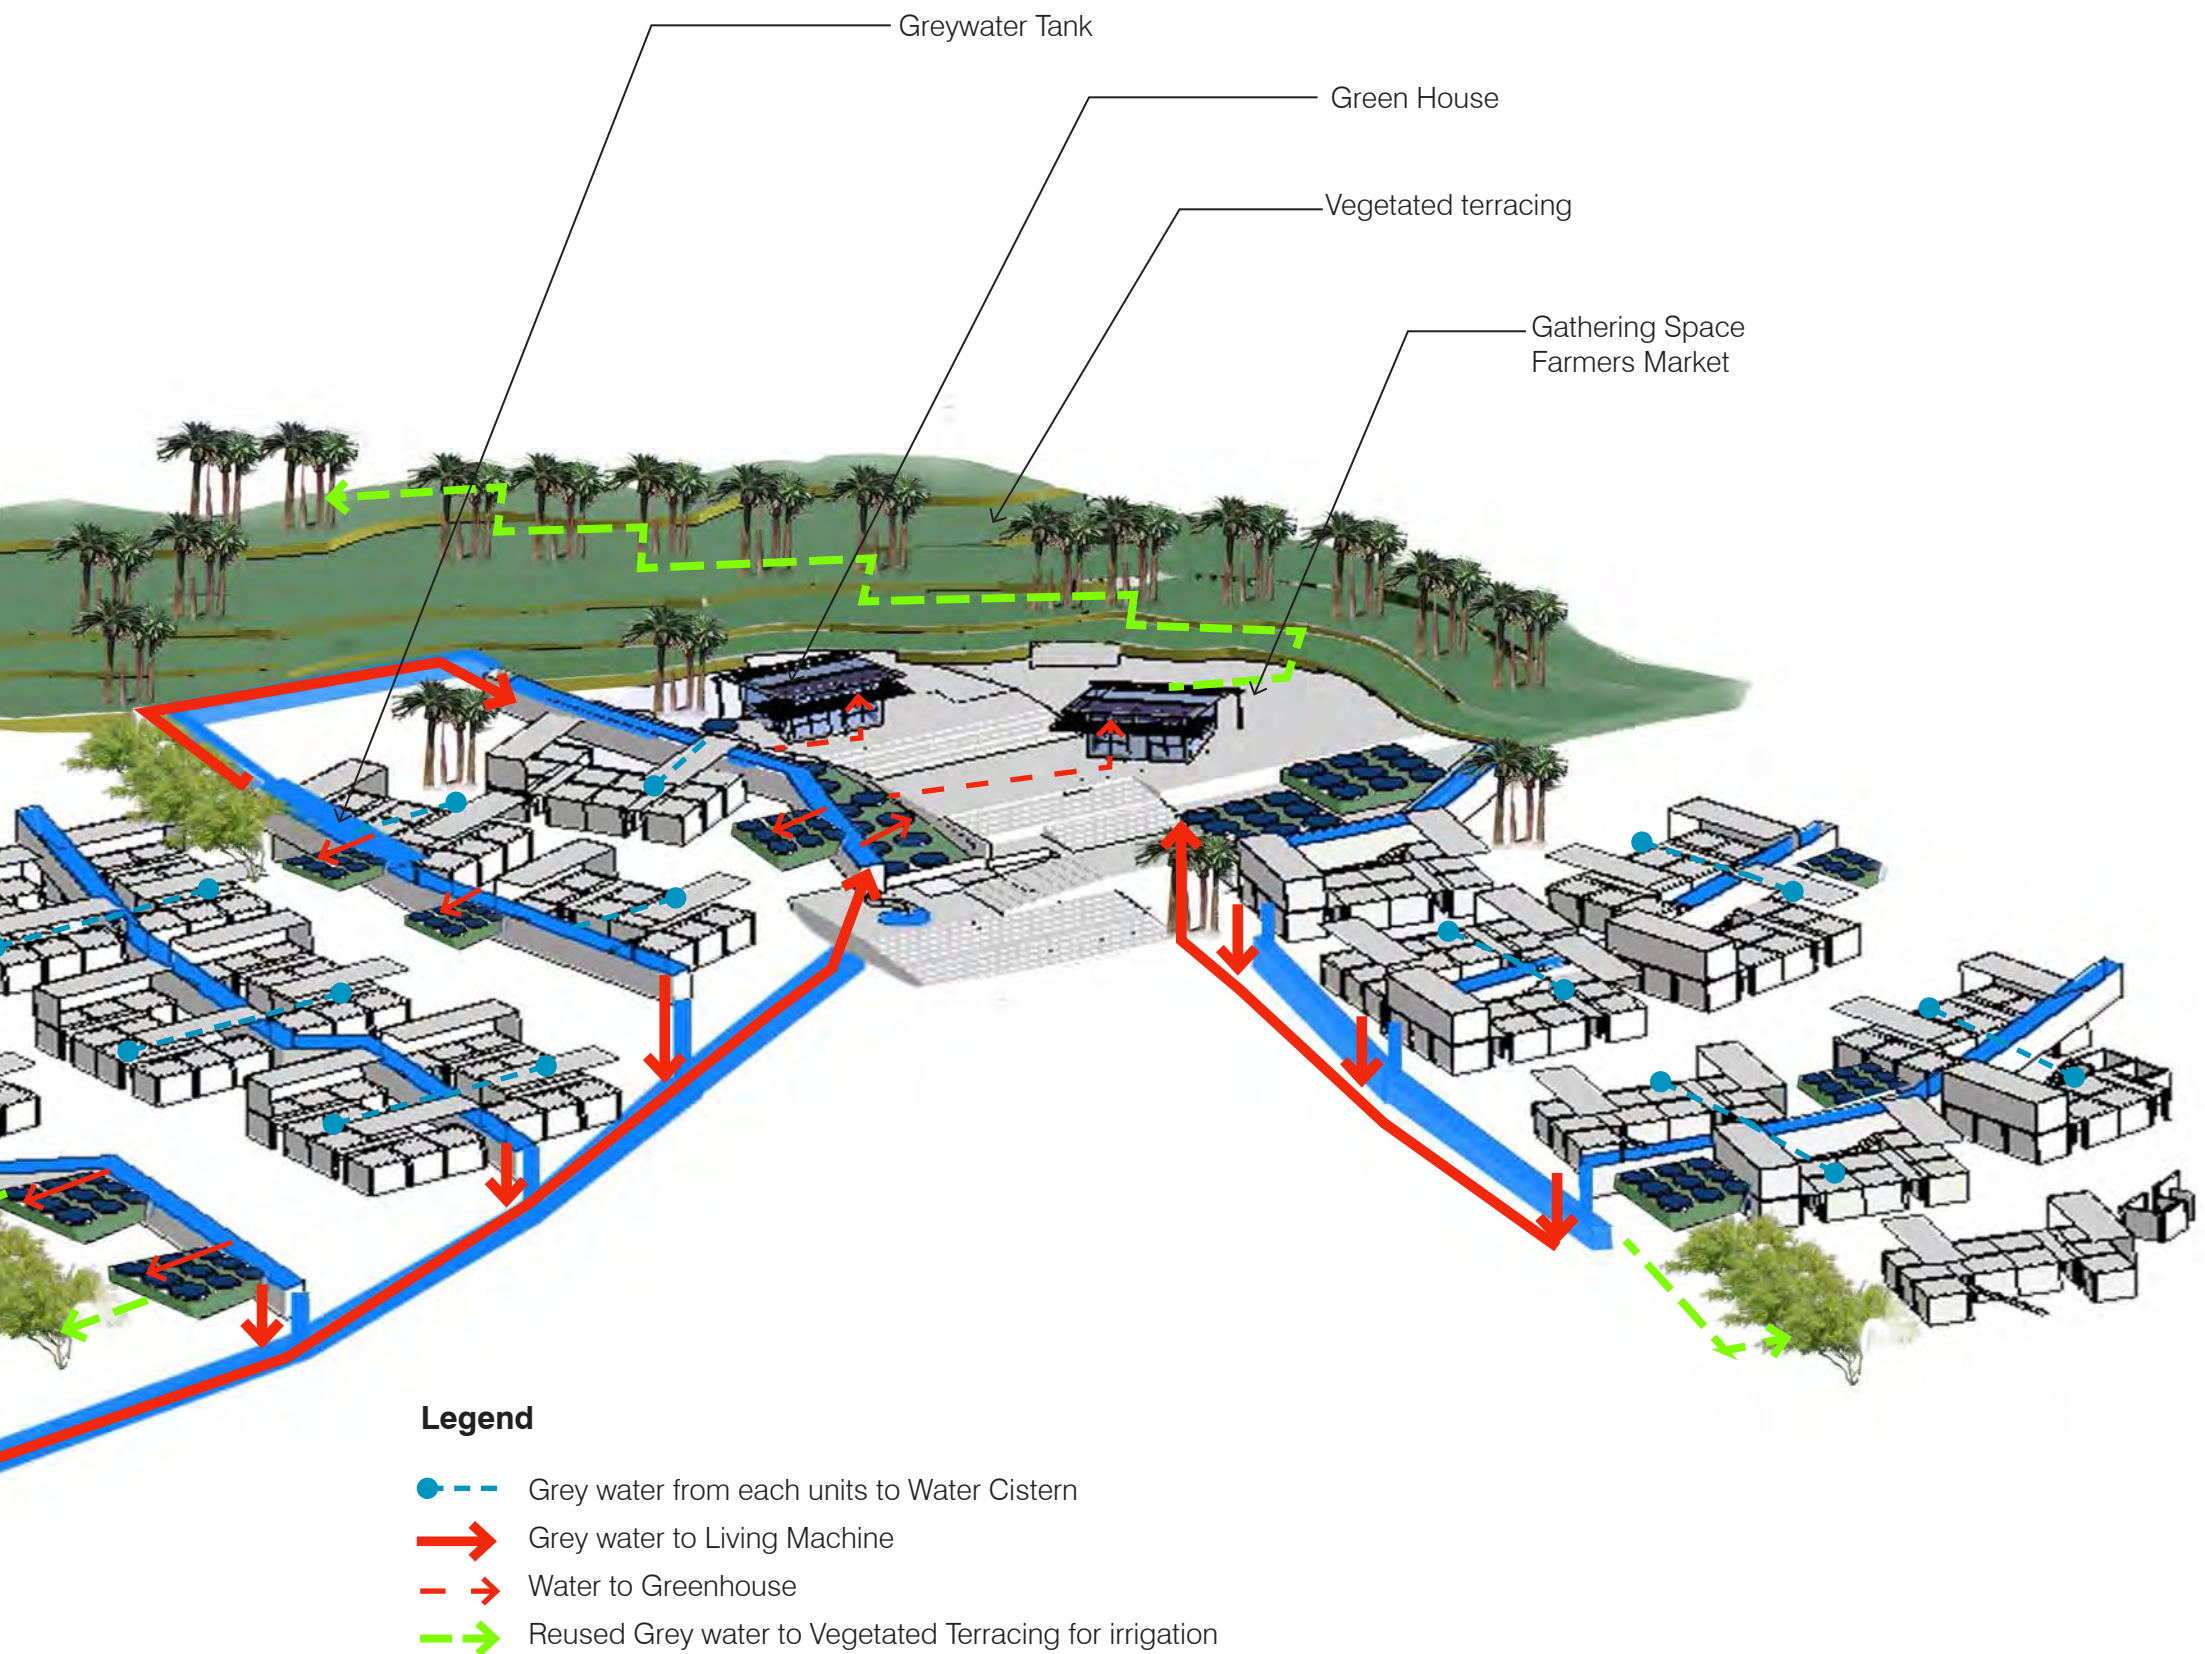 Greywater Tank
Green House
Vegetated terracing
Gathering Space
Farmers Market
Legend
Grey water from each units to Water Cistern
Grey water to Living Machine
Water to Greenhouse
Reused Grey water to Vegetated Terracing for irrigation